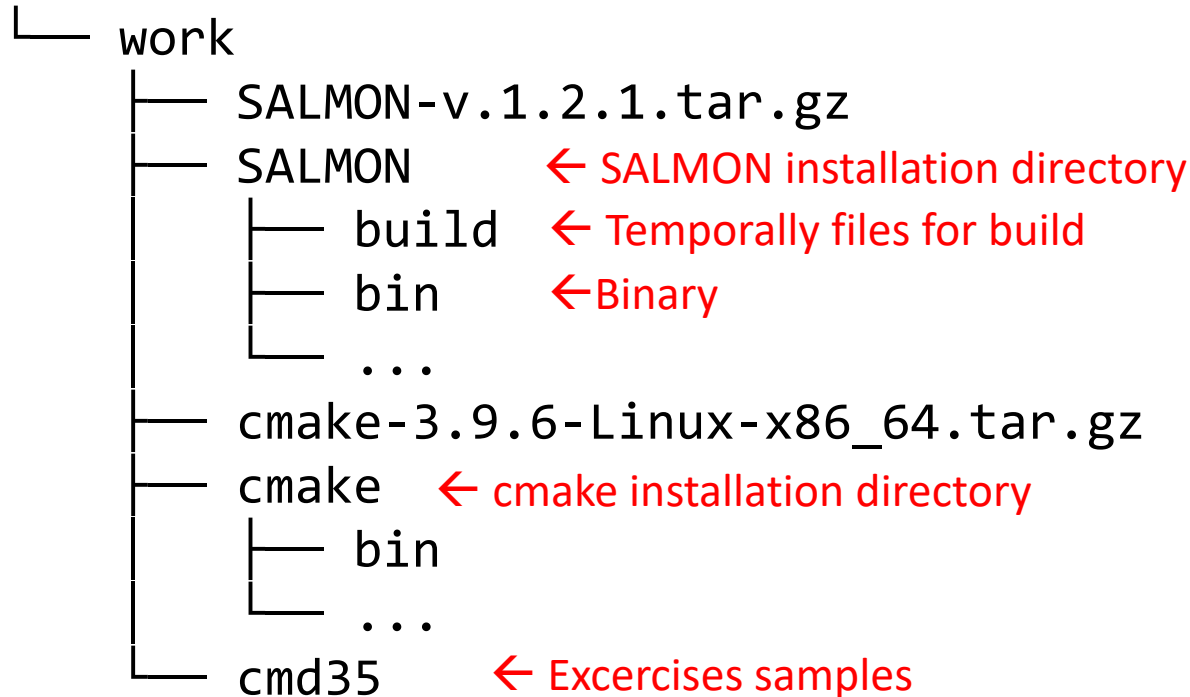 └── work
├── SALMON-v.1.2.1.tar.gz
├── SALMON ← SALMON installation directory
├── build ← Temporally files for build
├── bin ←Binary
└── ...
├── cmake-3.9.6-Linux-x86_64.tar.gz
├── cmake ← cmake installation directory
├── bin
└── ...
└── cmd35 ← Excercises samples